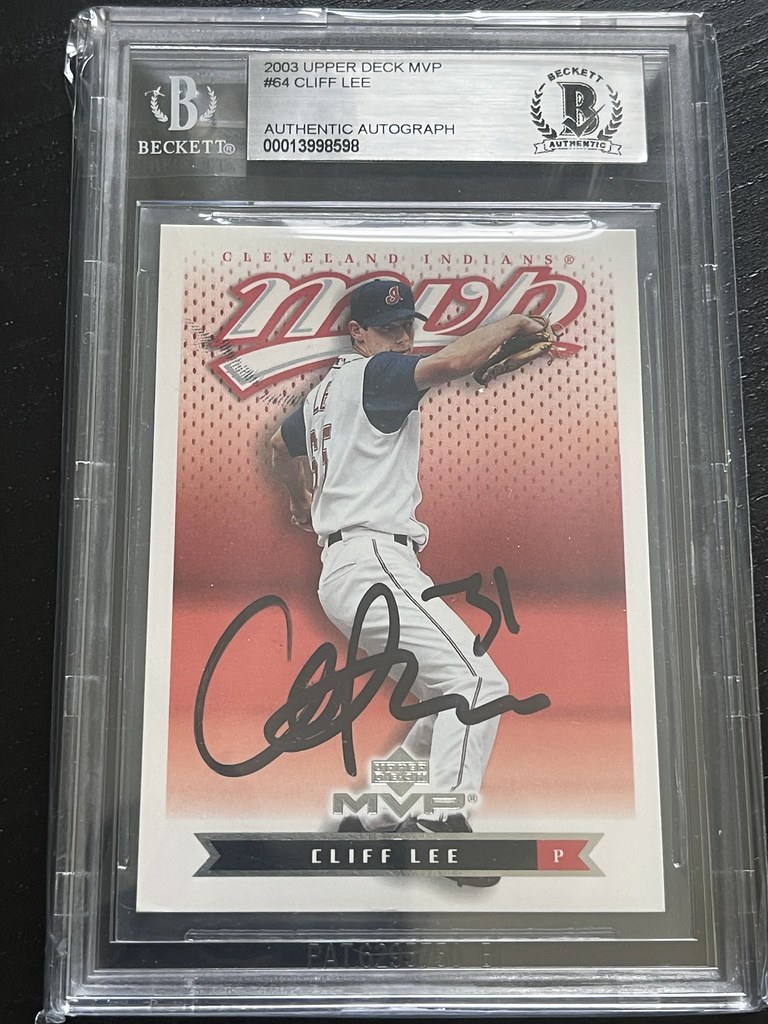 2003 UPPER DECK MVP
#64 CLIFF LEE
AUTHENTIC AUTOGRAPH
00013998598
B
BECKETT®
BECKETT
B
AUTHENTIC
CLEVELAND INDIANS®
mvp
LEE
31
UPPER
DECK
MVP®
CLIFF LEE
P